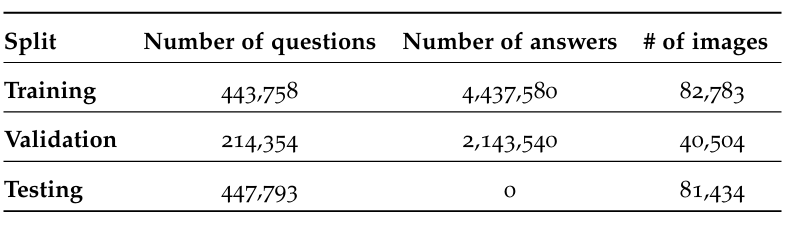 Split Number of questions Number of answers # of images
Training 443,758 4,437,580 82,783
Validation 214,354 2,143,540 40,504
Testing 447,793 0 81,434